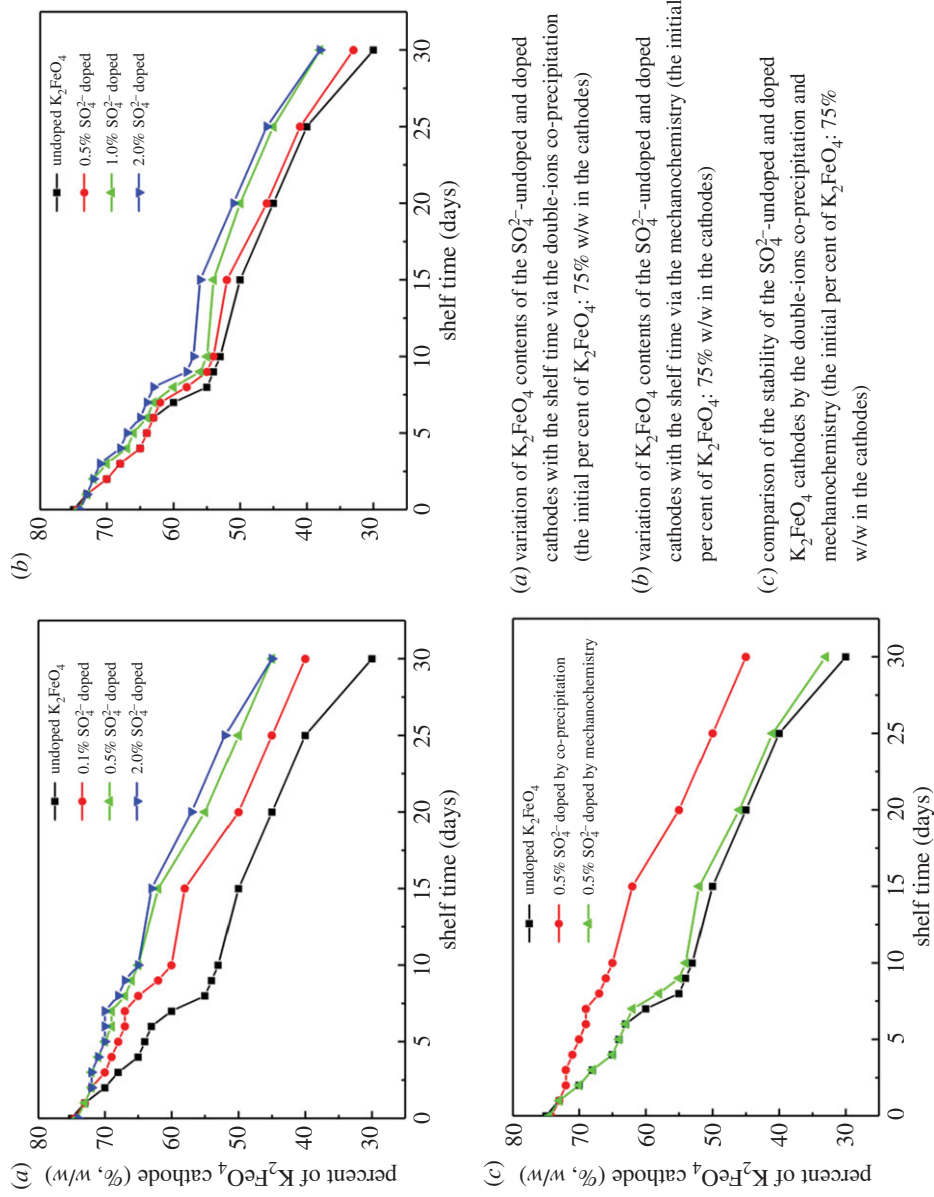 (a)
80
70
60
50
40
30
percent of K₂FeO₄ cathode (%, w/w)
0
5
10
15
20
25
30
shelf time (days)
undoped K₂FeO₄
0.1% SO₄²⁻ doped
0.5% SO₄²⁻ doped
2.0% SO₄²⁻ doped
(b)
80
70
60
50
40
30
0
5
10
15
20
25
30
shelf time (days)
undoped K₂FeO₄
0.5% SO₄²⁻ doped
1.0% SO₄²⁻ doped
2.0% SO₄²⁻ doped
(c)
80
70
60
50
40
30
percent of K₂FeO₄ cathode (%, w/w)
0
5
10
15
20
25
30
shelf time (days)
undoped K₂FeO₄
0.5% SO₄²⁻ doped by co-precipitation
0.5% SO₄²⁻ doped by mechanochemistry
(a) variation of K₂FeO₄ contents of the SO₄²⁻-undoped and doped
cathodes with the shelf time via the double-ions co-precipitation
(the initial per cent of K₂FeO₄: 75% w/w in the cathodes)
(b) variation of K₂FeO₄ contents of the SO₄²⁻-undoped and doped
cathodes with the shelf time via the mechanochemistry (the initial
per cent of K₂FeO₄: 75% w/w in the cathodes)
(c) comparison of the stability of the SO₄²⁻-undoped and doped
K₂FeO₄ cathodes by the double-ions co-precipitation and
mechanochemistry (the initial percent of K₂FeO₄: 75%
w/w in the cathodes)